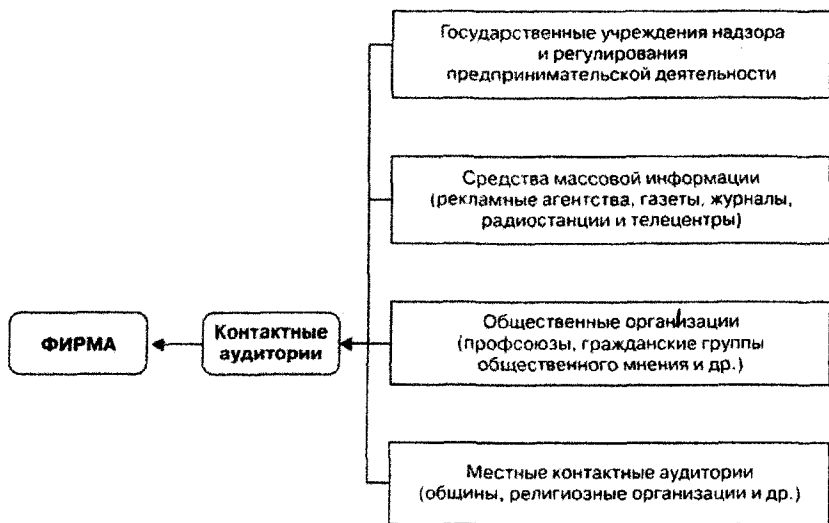 Государственные учреждения надзора
и регулирования
предпринимательской деятельности
Средства массовой информации
(рекламные агентства, газеты, журналы,
радиостанции и телецентры)
ФИРМА
Контактные
аудитории
Общественные организации
(профсоюзы, гражданские группы
общественного мнения и др.)
Местные контактные аудитории
(общины, религиозные организации и др.)